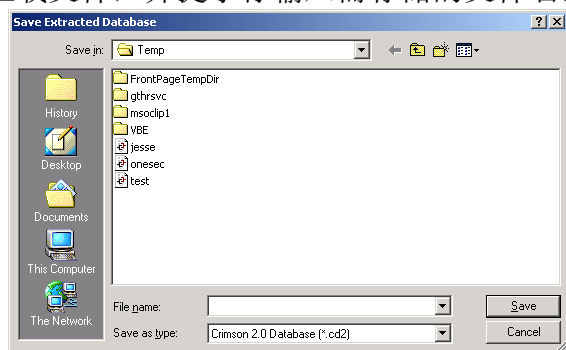 Save Extracted Database
Save in:
Temp
History
Desktop
Documents
This Computer
The Network
FrontPageTempDir
gthrsvc
msoclip1
VBE
jesse
onesec
test
File name:
Save
Save as type:
Crimson 2.0 Database (*.cd2)
Cancel